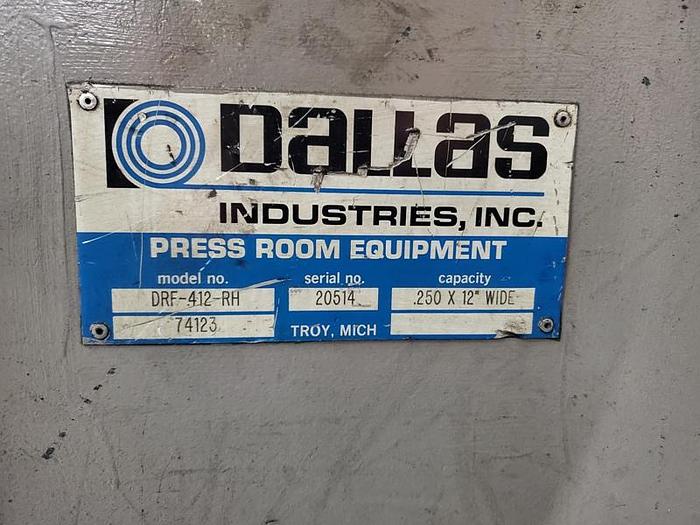 Dallas
INDUSTRIES, INC.
PRESS ROOM EQUIPMENT
model no. serial no. capacity
DRF-412-RH 20514 .250 X 12" WIDE
74123 TROY, MICH